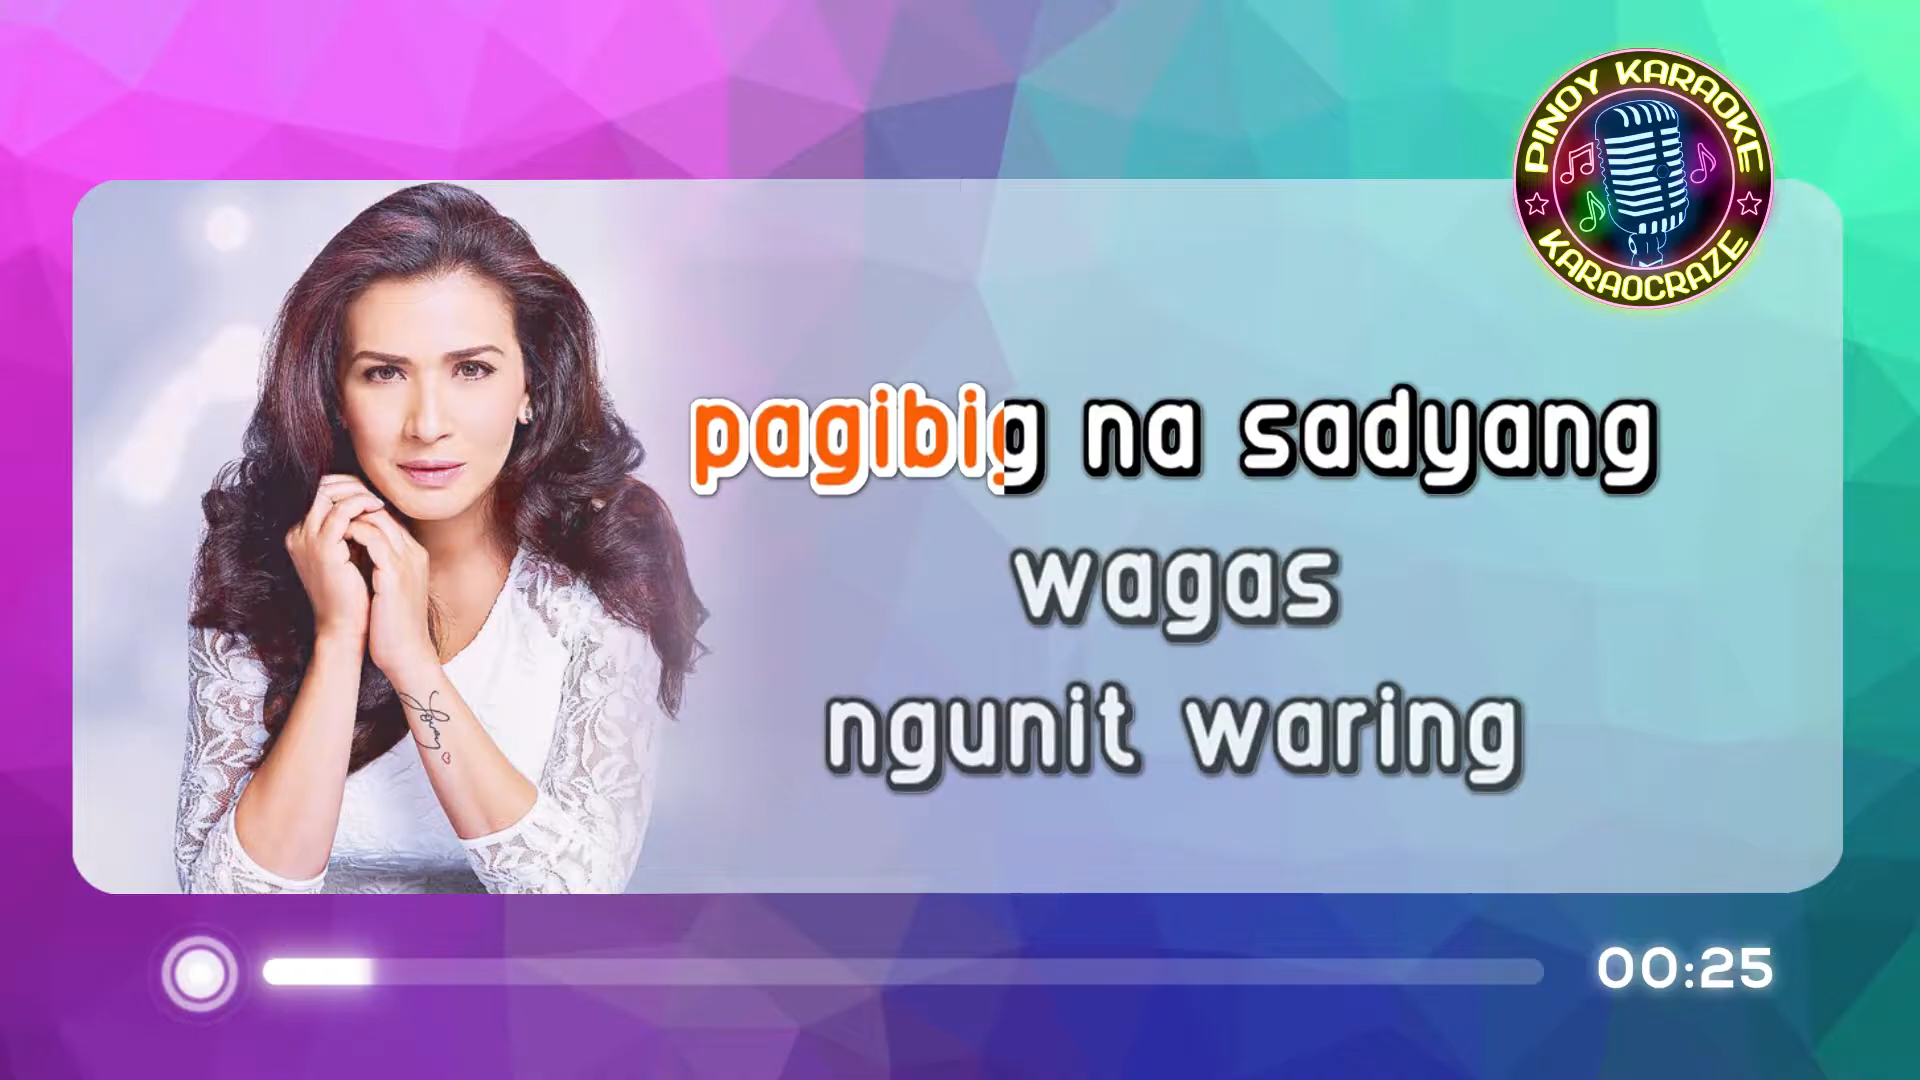 PINOY KARAOKE
KARAOCRAZE
pagibig na sadyang
wagas
ngunit waring
00:25